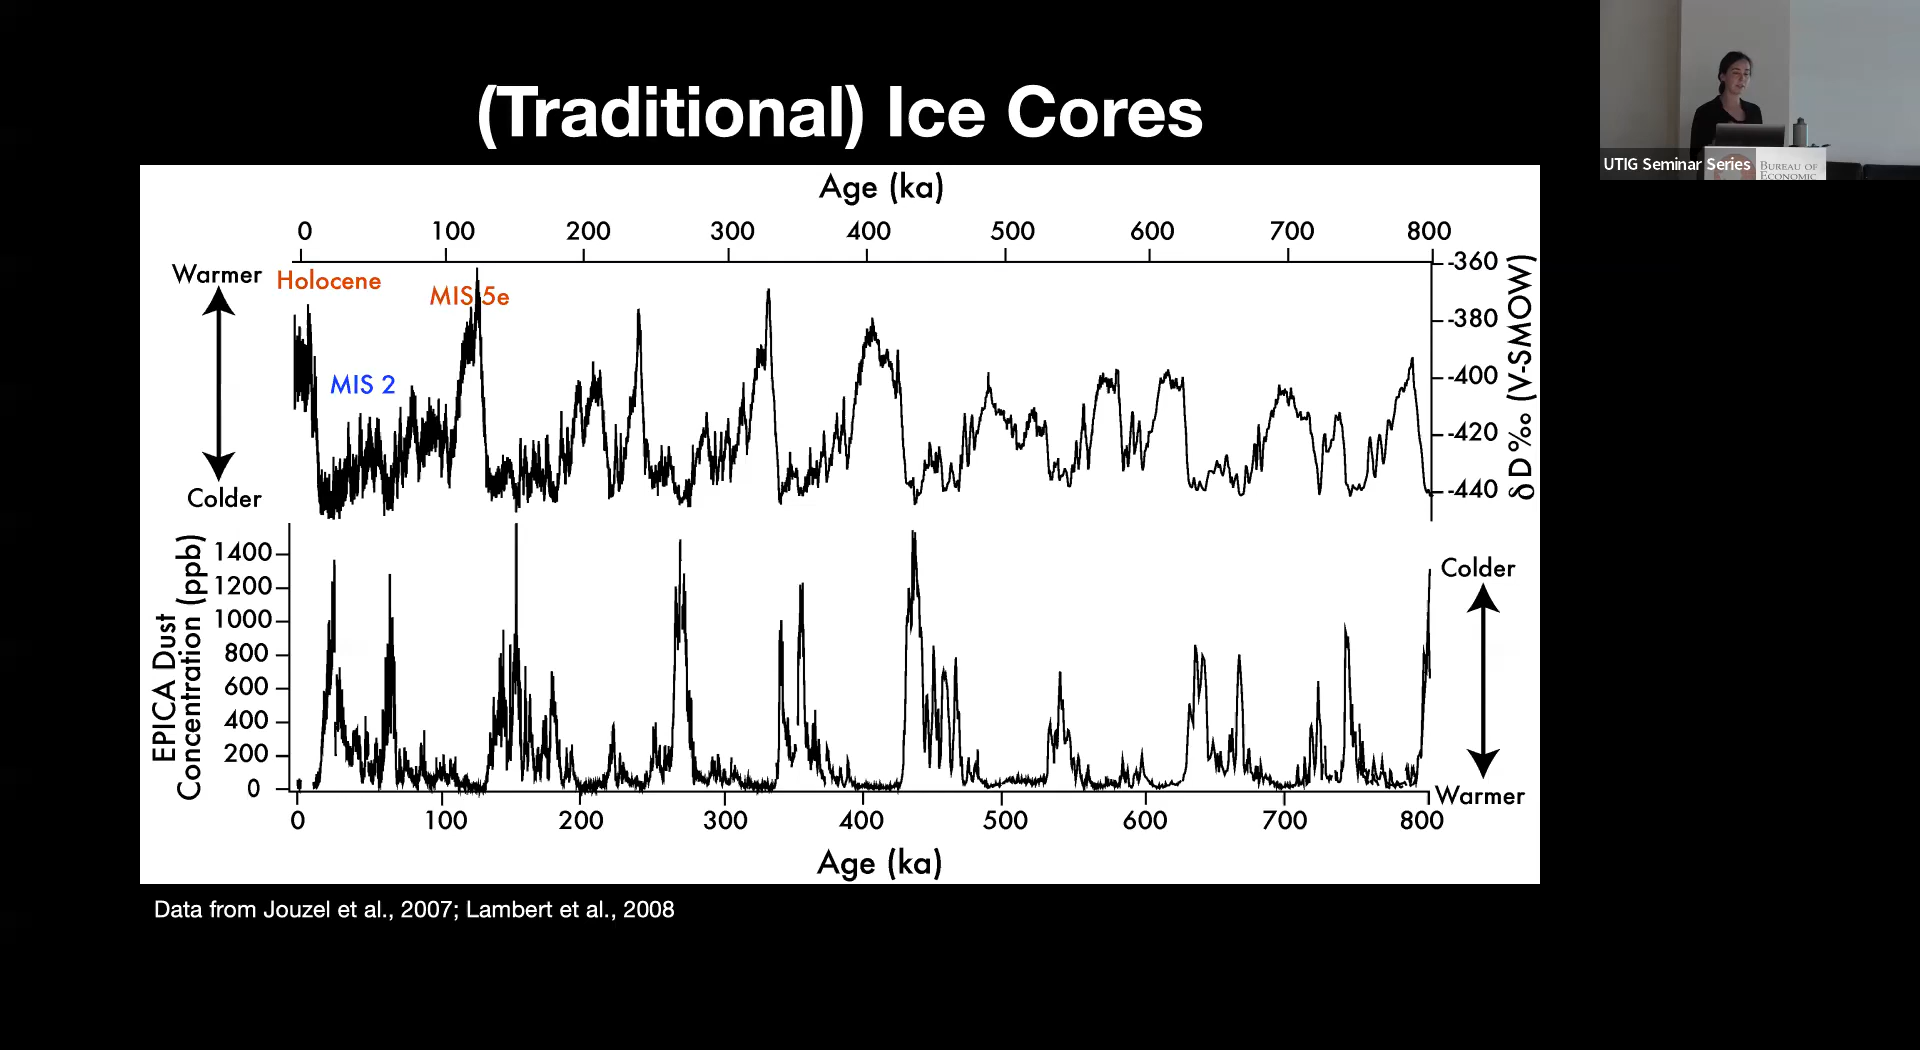 (Traditional) Ice Cores
UTIG Seminar Series
BUREAU OF
ECONOMIC
Age (ka)
0 100 200 300 400 500 600 700 800
Warmer
Holocene
MIS 5e
MIS 2
Colder
-360
-380
-400
-420
-440
δD‰ (V-SMOW)
EPICA Dust
Concentration (ppb)
1400
1200
1000
800
600
400
200
0
Colder
Warmer
0 100 200 300 400 500 600 700 800
Age (ka)
Data from Jouzel et al., 2007; Lambert et al., 2008